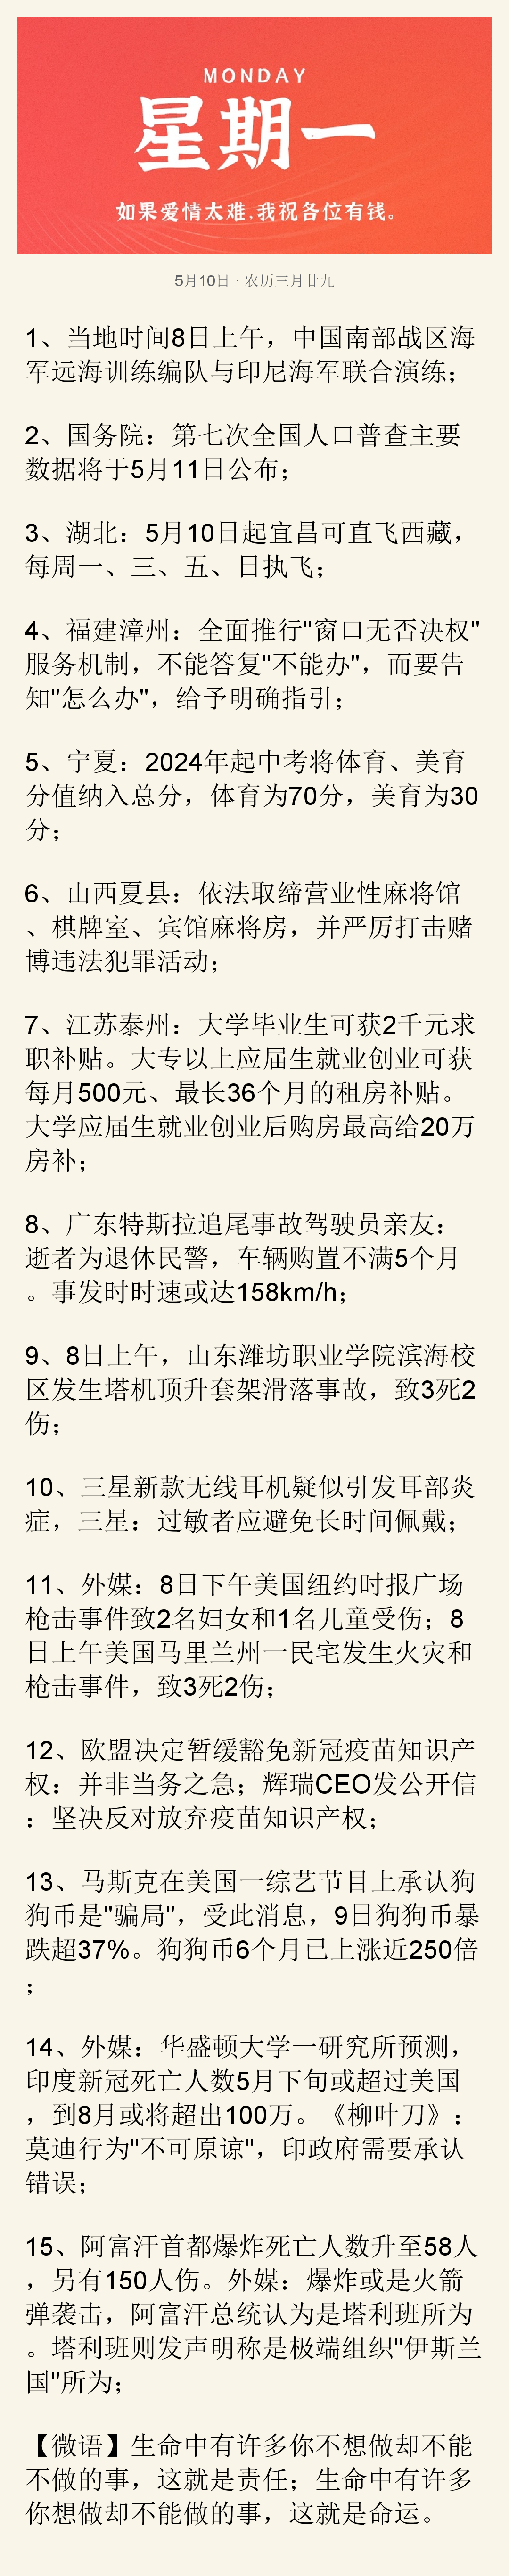 MONDAY
星期一
如果爱情太难,我祝各位有钱。
5月10日 · 农历三月廿九
1、当地时间8日上午，中国南部战区海
军远海训练编队与印尼海军联合演练；
2、国务院：第七次全国人口普查主要
数据将于5月11日公布；
3、湖北：5月10日起宜昌可直飞西藏，
每周一、三、五、日执飞；
4、福建漳州：全面推行"窗口无否决权"
服务机制，不能答复"不能办"，而要告
知"怎么办"，给予明确指引；
5、宁夏：2024年起中考将体育、美育
分值纳入总分，体育为70分，美育为30
分；
6、山西夏县：依法取缔营业性麻将馆
、棋牌室、宾馆麻将房，并严厉打击赌
博违法犯罪活动；
7、江苏泰州：大学毕业生可获2千元求
职补贴。大专以上应届生就业创业可获
每月500元、最长36个月的租房补贴。
大学应届生就业创业后购房最高给20万
房补；
8、广东特斯拉追尾事故驾驶员亲友：
逝者为退休民警，车辆购置不满5个月
。事发时时速或达158km/h；
9、8日上午，山东潍坊职业学院滨海校
区发生塔机顶升套架滑落事故，致3死2
伤；
10、三星新款无线耳机疑似引发耳部炎
症，三星：过敏者应避免长时间佩戴；
11、外媒：8日下午美国纽约时报广场
枪击事件致2名妇女和1名儿童受伤；8
日上午美国马里兰州一民宅发生火灾和
枪击事件，致3死2伤；
12、欧盟决定暂缓豁免新冠疫苗知识产
权：并非当务之急；辉瑞CEO发公开信
：坚决反对放弃疫苗知识产权；
13、马斯克在美国一综艺节目上承认狗
狗币是"骗局"，受此消息，9日狗狗币暴
跌超37%。狗狗币6个月已上涨近250倍
；
14、外媒：华盛顿大学一研究所预测，
印度新冠死亡人数5月下旬或超过美国
，到8月或将超出100万。《柳叶刀》：
莫迪行为"不可原谅"，印政府需要承认
错误；
15、阿富汗首都爆炸死亡人数升至58人
，另有150人伤。外媒：爆炸或是火箭
弹袭击，阿富汗总统认为是塔利班所为
。塔利班则发声明称是极端组织"伊斯兰
国"所为；
【微语】生命中有许多你不想做却不能
不做的事，这就是责任；生命中有许多
你想做却不能做的事，这就是命运。